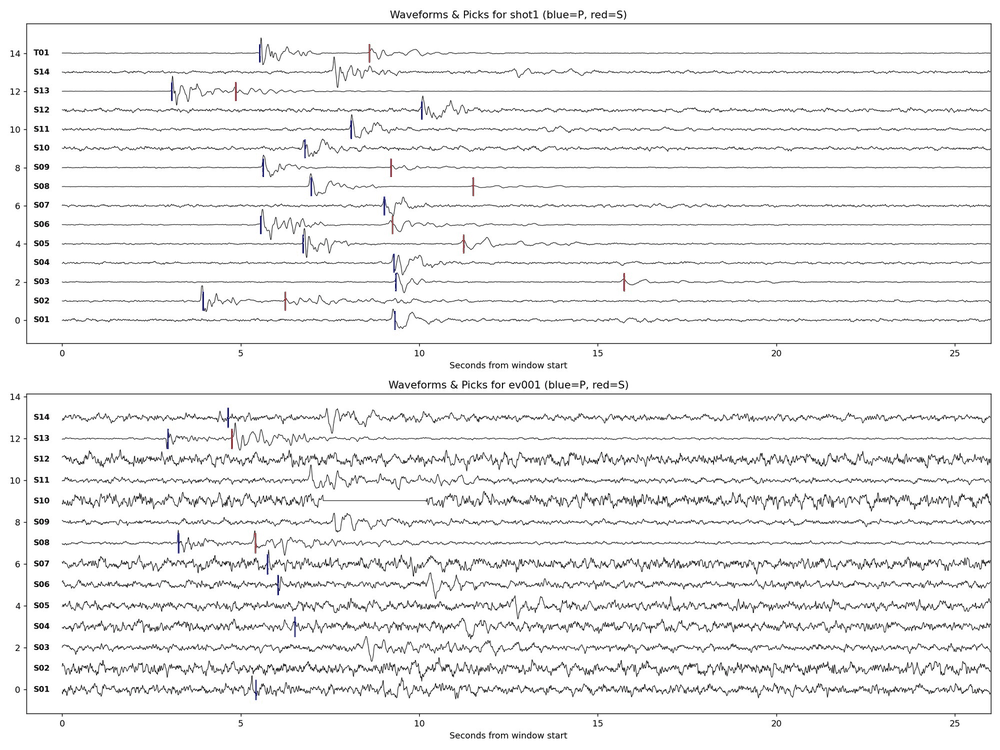 Waveforms & Picks for shot1 (blue=P, red=S)
14 T01
S14
12 S13
S12
10 S11
S10
8 S09
S08
6 S07
S06
4 S05
S04
2 S03
S02
0 S01
0 5 10 15 20 25
Seconds from window start
Waveforms & Picks for ev001 (blue=P, red=S)
14
S14
12 S13
S12
10 S11
S10
8 S09
S08
6 S07
S06
4 S05
S04
2 S03
S02
0 S01
0 5 10 15 20 25
Seconds from window start